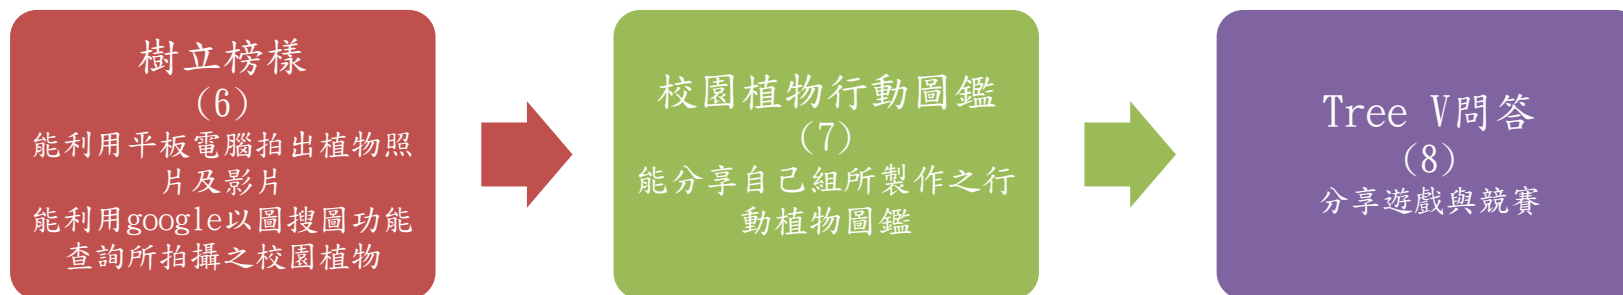 樹立榜樣
(6)
能利用平板電腦拍出植物照
片及影片
能利用google以圖搜圖功能
查詢所拍攝之校園植物
校園植物行動圖鑑
(7)
能分享自己組所製作之行
動植物圖鑑
Tree V問答
(8)
分享遊戲與競賽